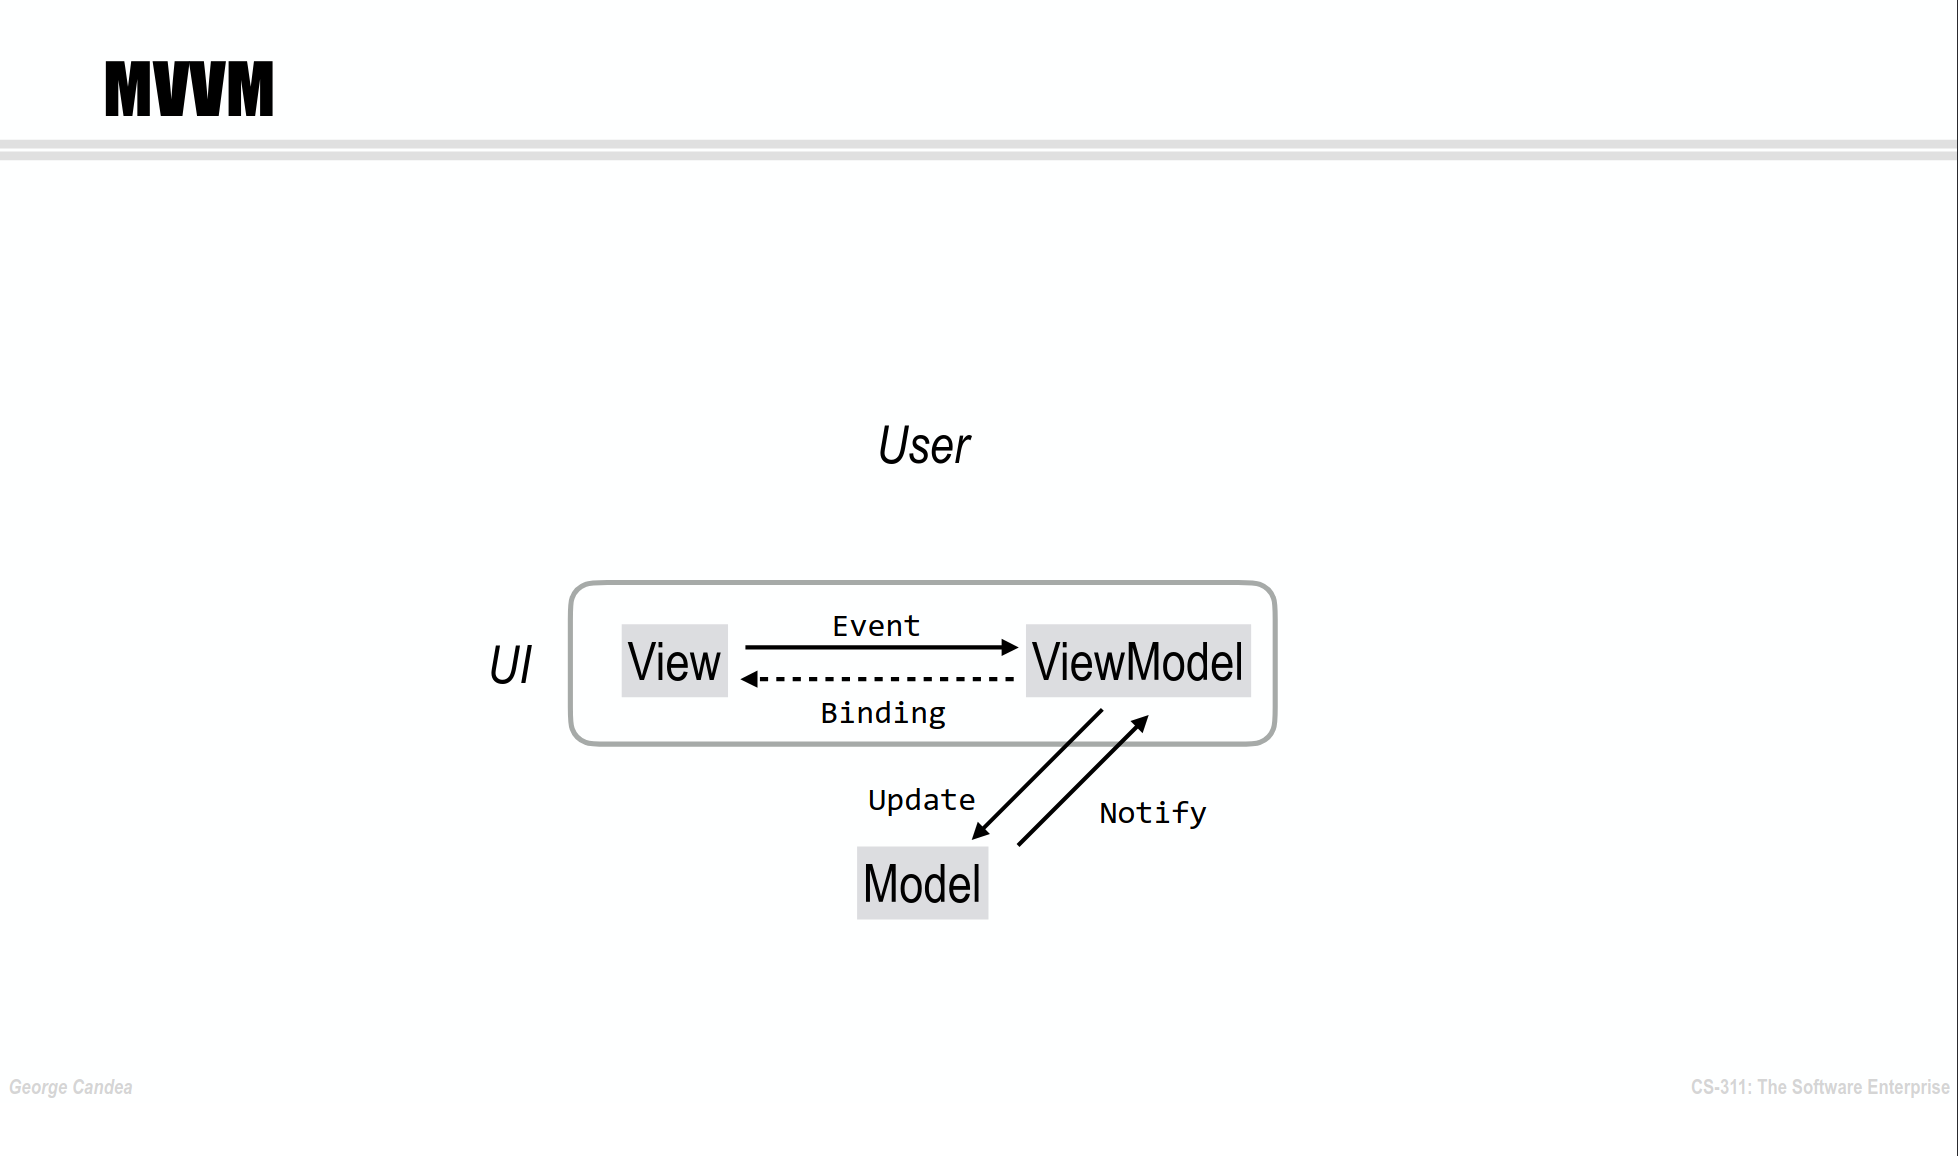 MVVM
User
UI
View
Event
ViewModel
Binding
Update
Notify
Model
George Candea
CS-311: The Software Enterprise